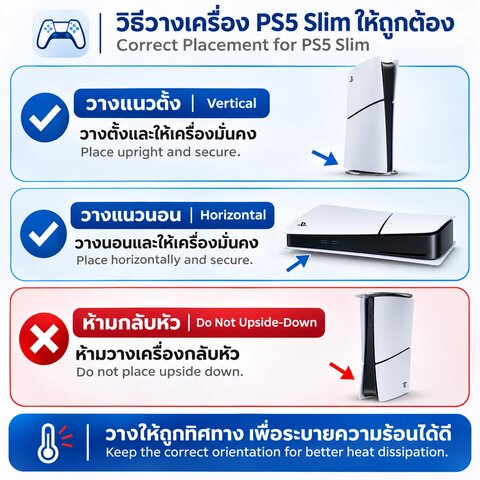 วิธีวางเครื่อง PS5 Slim ให้ถูกต้อง
Correct Placement for PS5 Slim
วางแนวตั้ง | Vertical
วางตั้งและให้เครื่องมั่นคง
Place upright and secure.
วางแนวนอน | Horizontal
วางนอนและให้เครื่องมั่นคง
Place horizontally and secure.
ห้ามกลับหัว | Do Not Upside-Down
ห้ามวางเครื่องกลับหัว
Do not place upside down.
วางให้ถูกทิศทาง เพื่อระบายความร้อนได้ดี
Keep the correct orientation for better heat dissipation.